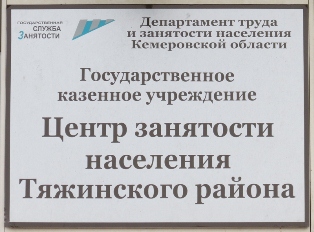 ГОСУДАРСТВЕННАЯ
СЛУЖБА
ЗАНЯТОСТИ
Департамент труда
и занятости населения
Кемеровской области
Государственное
казенное учреждение
Центр занятости
населения
Тяжинского района